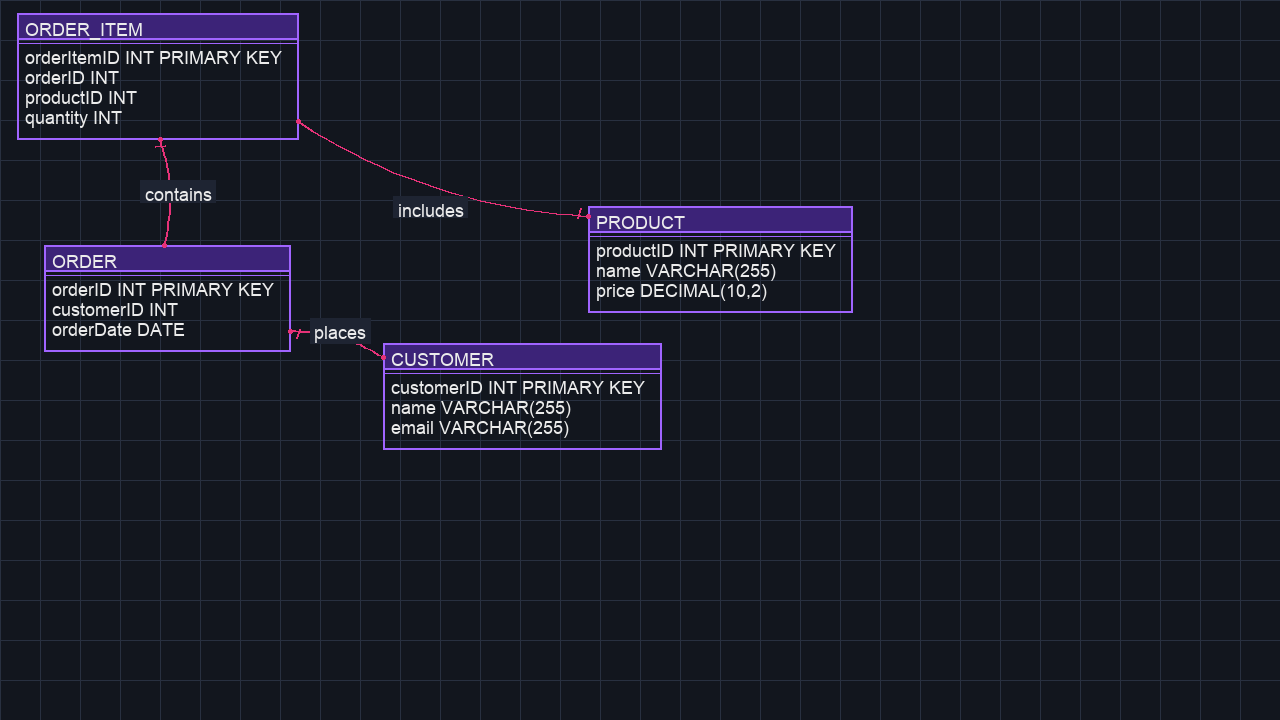 ORDER_ITEM
orderItemID INT PRIMARY KEY
orderID INT
productID INT
quantity INT
contains
includes
PRODUCT
productID INT PRIMARY KEY
name VARCHAR(255)
price DECIMAL(10,2)
ORDER
orderID INT PRIMARY KEY
customerID INT
orderDate DATE
places
CUSTOMER
customerID INT PRIMARY KEY
name VARCHAR(255)
email VARCHAR(255)